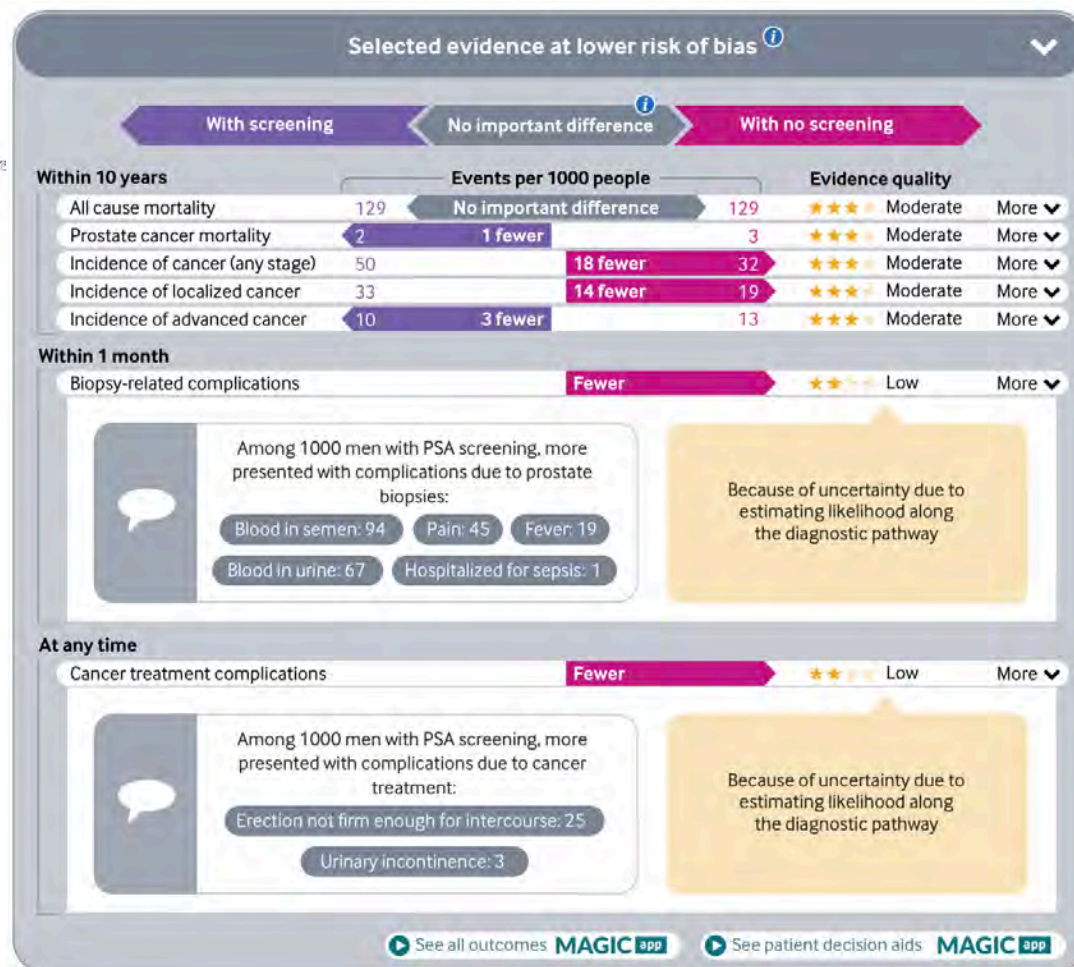 Selected evidence at lower risk of bias i
With screening No important difference i With no screening
Within 10 years Events per 1000 people Evidence quality
All cause mortality 129 No important difference 129 Moderate More
Prostate cancer mortality 2 1 fewer 3 Moderate More
Incidence of cancer (any stage) 50 18 fewer 32 Moderate More
Incidence of localized cancer 33 14 fewer 19 Moderate More
Incidence of advanced cancer 10 3 fewer 13 Moderate More
Within 1 month
Biopsy-related complications Fewer Low More
Among 1000 men with PSA screening, more
presented with complications due to prostate
biopsies:
Blood in semen: 94 Pain: 45 Fever: 19
Blood in urine: 67 Hospitalized for sepsis: 1
Because of uncertainty due to
estimating likelihood along
the diagnostic pathway
At any time
Cancer treatment complications Fewer Low More
Among 1000 men with PSA screening, more
presented with complications due to cancer
treatment:
Erection not firm enough for intercourse: 25
Urinary incontinence: 3
Because of uncertainty due to
estimating likelihood along
the diagnostic pathway
See all outcomes MAGIC app See patient decision aids MAGIC app